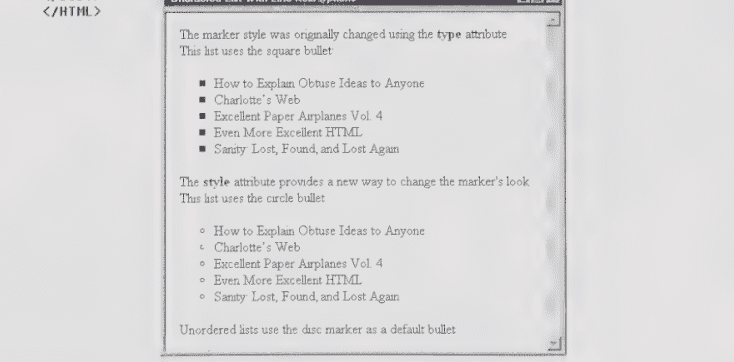 </HTML>
The marker style was originally changed using the type attribute
This list uses the square bullet
■ How to Explain Obtuse Ideas to Anyone
■ Charlotte's Web
■ Excellent Paper Airplanes Vol. 4
■ Even More Excellent HTML
■ Sanity: Lost, Found, and Lost Again
The style attribute provides a new way to change the marker's look
This list uses the circle bullet
○ How to Explain Obtuse Ideas to Anyone
○ Charlotte's Web
○ Excellent Paper Airplanes Vol. 4
○ Even More Excellent HTML
○ Sanity: Lost, Found, and Lost Again
Unordered lists use the disc marker as a default bullet